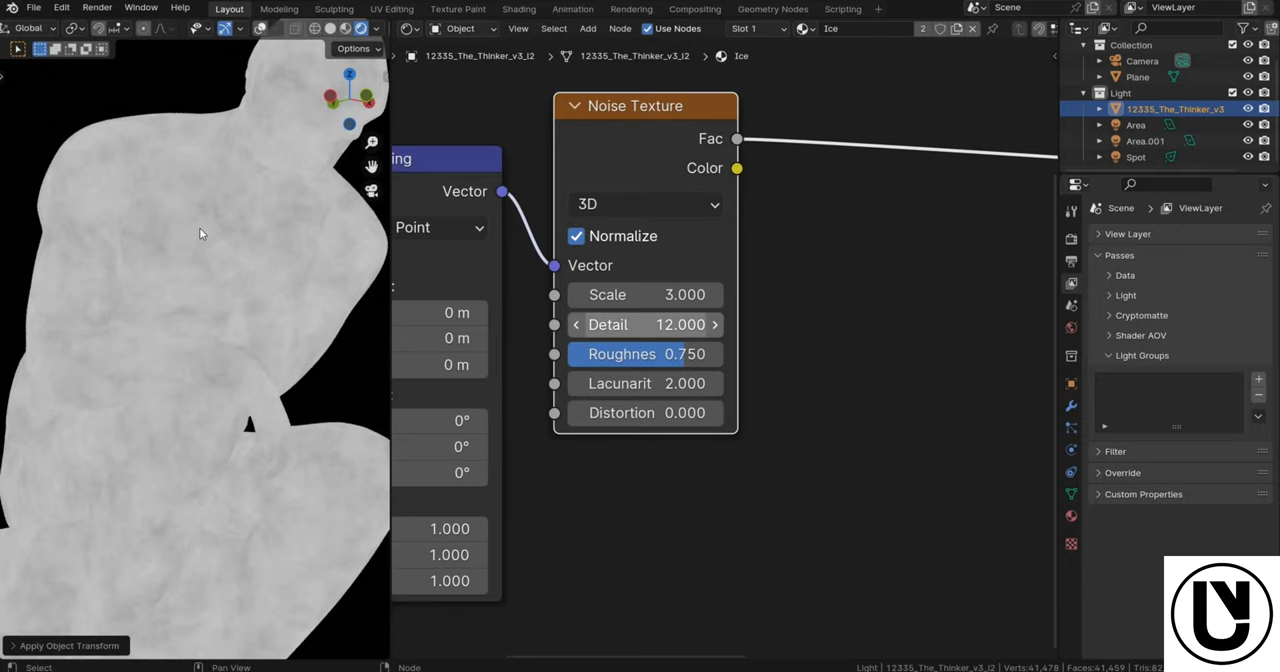 File Edit Render Window Help Layout Modeling Sculpting UV Editing Texture Paint Shading Animation Rendering Compositing Geometry Nodes Scripting + Scene ViewLayer
Global Object View Select Add Node Use Nodes Slot 1 Ice 2
Options
12335_The_Thinker_v3_l2 > 12335_The_Thinker_v3_l2 > Ice
Collection
Camera
Plane
Light
12335_The_Thinker_v3
Area
Area.001
Spot
Z
ing
Vector
Point
:
0 m
0 m
0 m
:
0°
0°
0°
1.000
1.000
1.000
Noise Texture
Fac
Color
3D
Normalize
Vector
Scale 3.000
Detail 12.000
Roughnes 0.750
Lacunarit 2.000
Distortion 0.000
Scene > ViewLayer
View Layer
Passes
Data
Light
Cryptomatte
Shader AOV
Light Groups
Filter
Override
Custom Properties
Apply Object Transform
Select Pan View Node Light | 12335_The_Thinker_v3_l2 | Verts:41,478 | Faces:41,459 | Tris:82